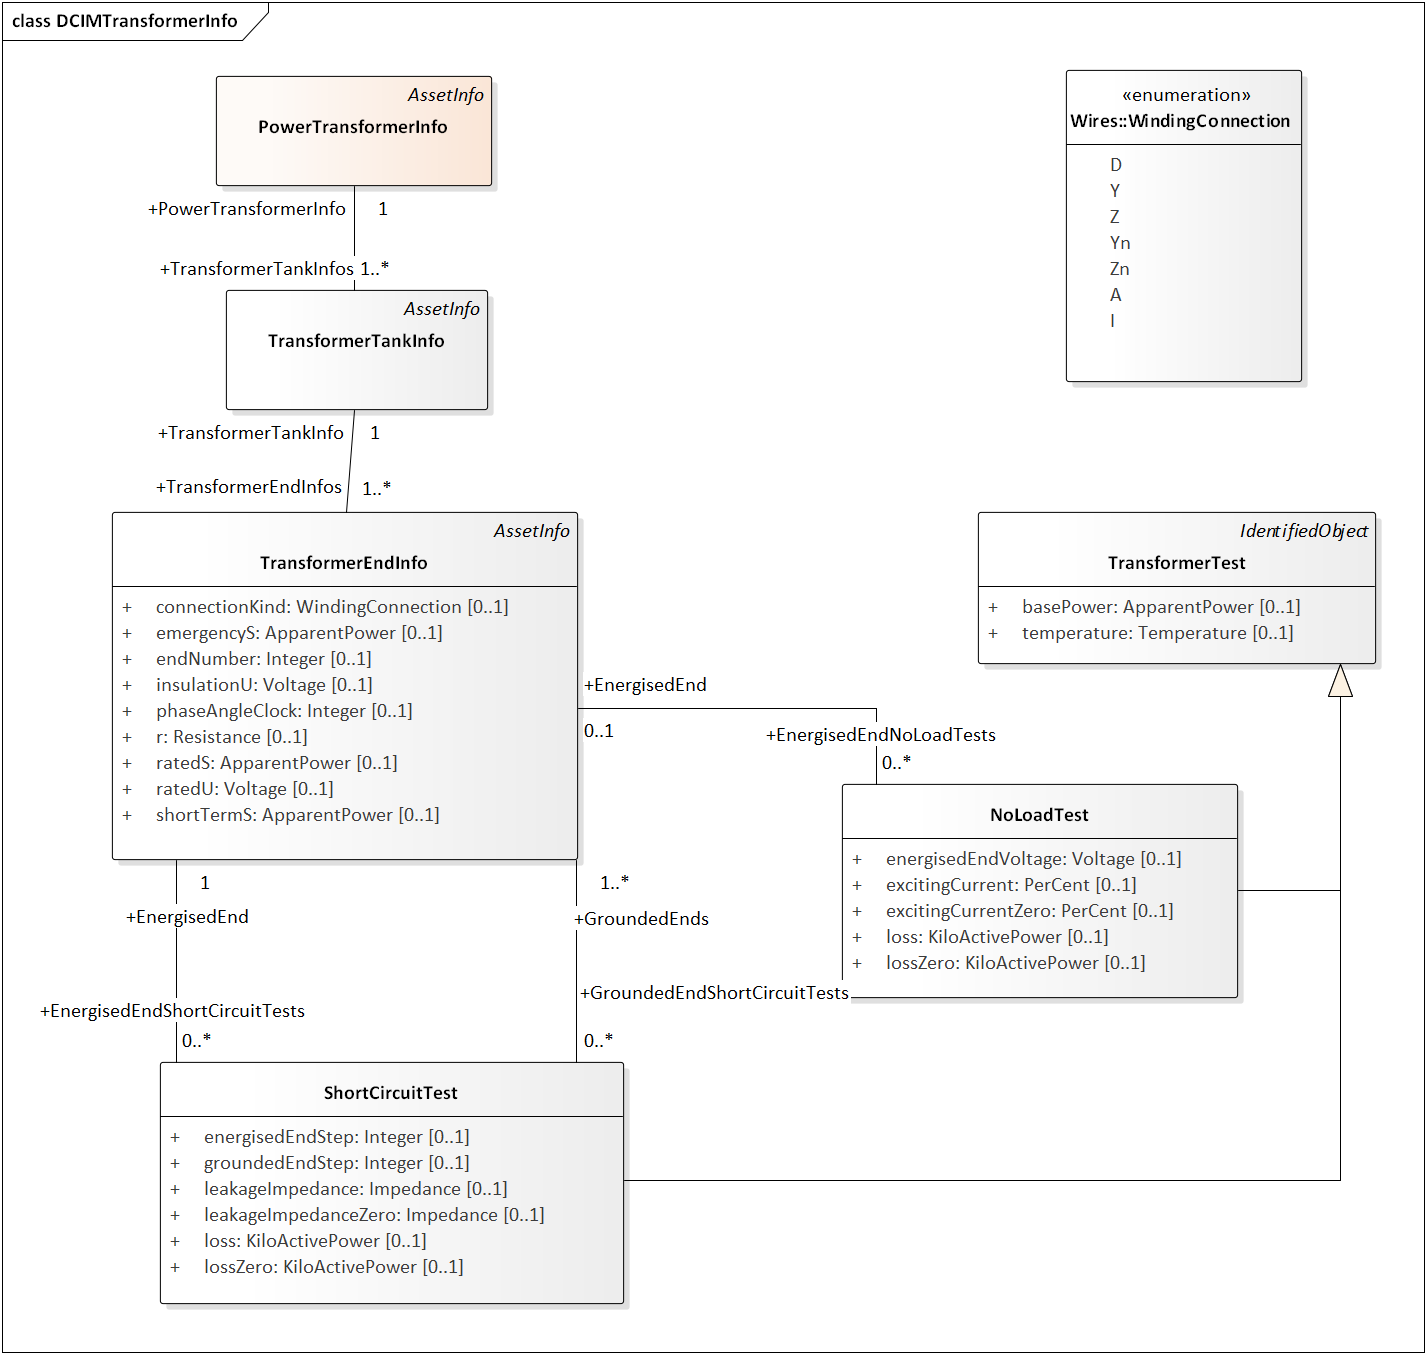 class DCIMTransformerInfo
AssetInfo
PowerTransformerInfo
+PowerTransformerInfo 1
+TransformerTankInfos 1..*
AssetInfo
TransformerTankInfo
+TransformerTankInfo 1
+TransformerEndInfos 1..*
«enumeration»
Wires::WindingConnection
D
Y
Z
Yn
Zn
A
I
AssetInfo
TransformerEndInfo
+ connectionKind: WindingConnection [0..1]
+ emergencyS: ApparentPower [0..1]
+ endNumber: Integer [0..1]
+ insulationU: Voltage [0..1]
+ phaseAngleClock: Integer [0..1]
+ r: Resistance [0..1]
+ ratedS: ApparentPower [0..1]
+ ratedU: Voltage [0..1]
+ shortTermS: ApparentPower [0..1]
IdentifiedObject
TransformerTest
+ basePower: ApparentPower [0..1]
+ temperature: Temperature [0..1]
+EnergisedEnd
0..1
+EnergisedEndNoLoadTests
0..*
NoLoadTest
+ energisedEndVoltage: Voltage [0..1]
+ excitingCurrent: PerCent [0..1]
+ excitingCurrentZero: PerCent [0..1]
+ loss: KiloActivePower [0..1]
+ lossZero: KiloActivePower [0..1]
1
+EnergisedEnd
+EnergisedEndShortCircuitTests
0..*
1..*
+GroundedEnds
+GroundedEndShortCircuitTests
0..*
ShortCircuitTest
+ energisedEndStep: Integer [0..1]
+ groundedEndStep: Integer [0..1]
+ leakageImpedance: Impedance [0..1]
+ leakageImpedanceZero: Impedance [0..1]
+ loss: KiloActivePower [0..1]
+ lossZero: KiloActivePower [0..1]